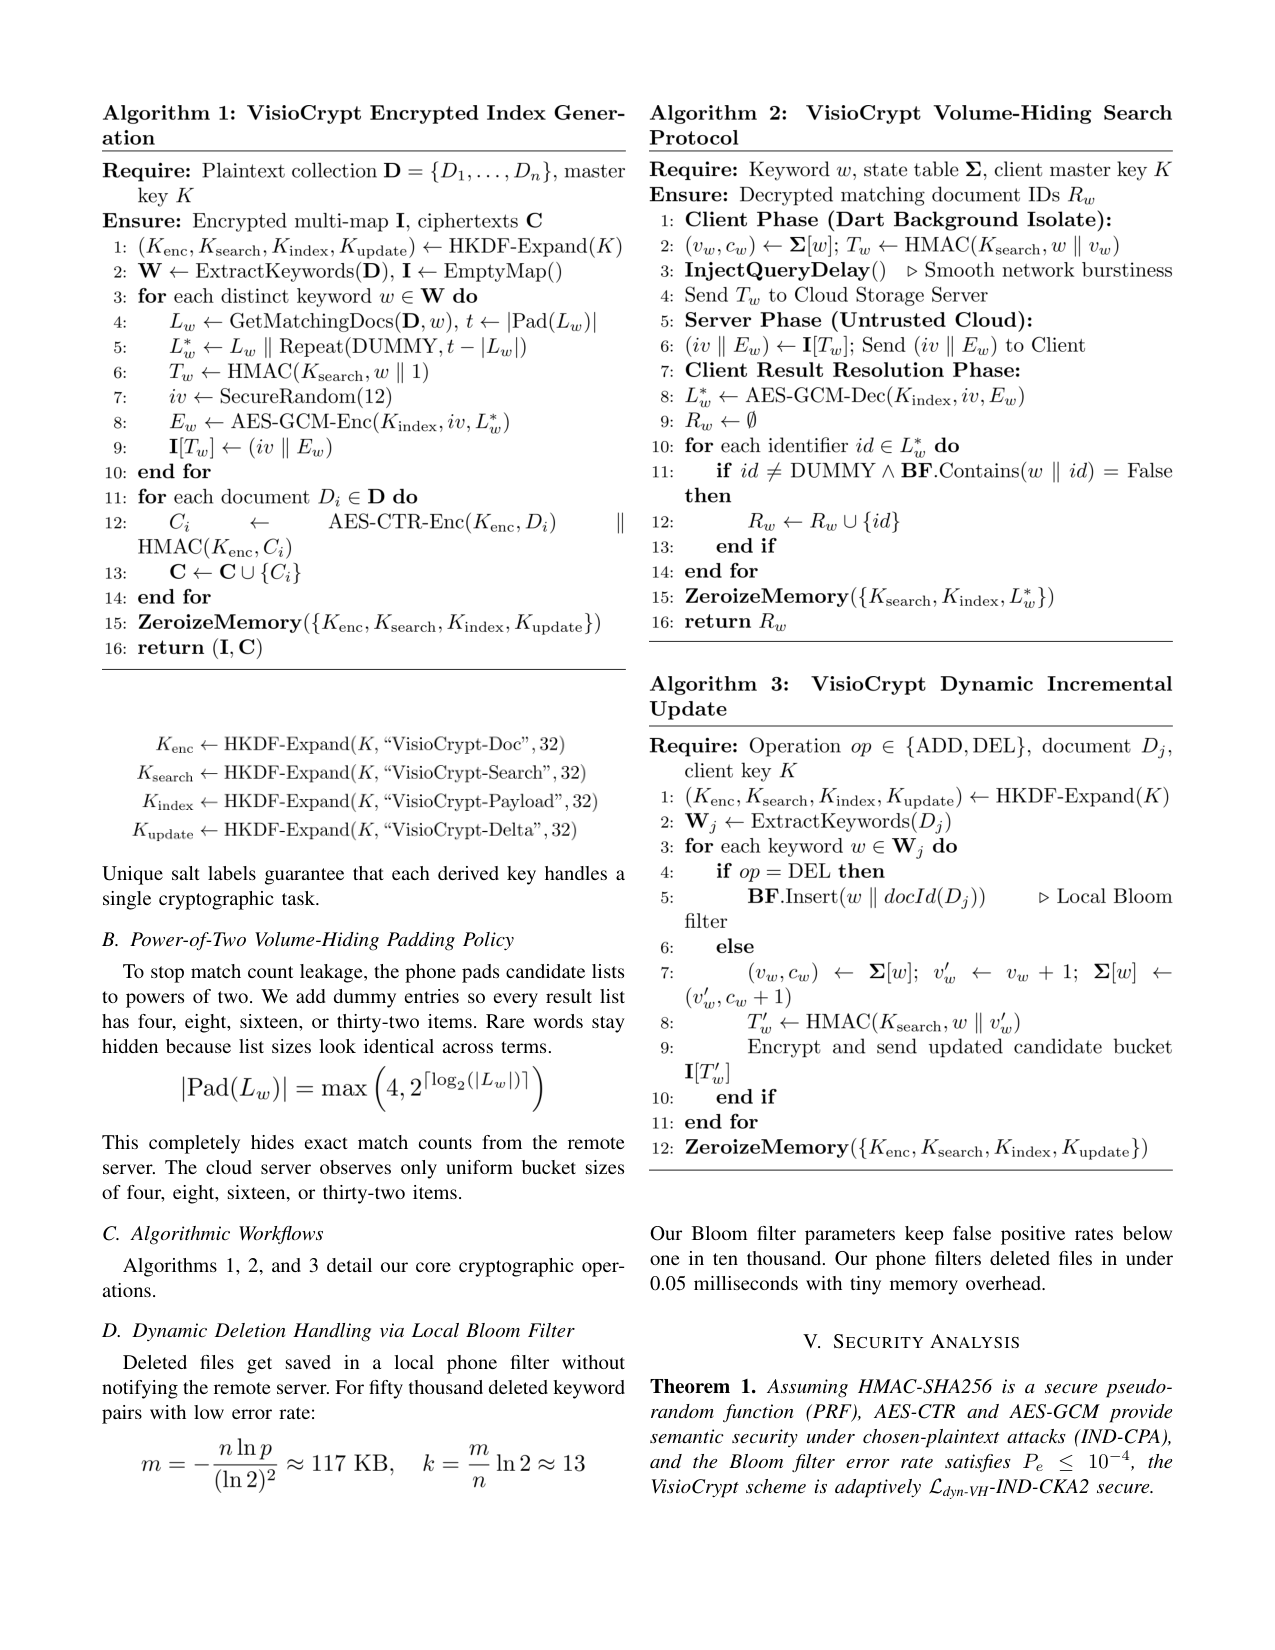 Algorithm 1: VisioCrypt Encrypted Index Gener-
ation
Require: Plaintext collection D = {D₁, . . . , Dₙ}, master
key K
Ensure: Encrypted multi-map I, ciphertexts C
1: (K_enc, K_search, K_index, K_update) ← HKDF-Expand(K)
2: W ← ExtractKeywords(D), I ← EmptyMap()
3: for each distinct keyword w ∈ W do
4: L_w ← GetMatchingDocs(D, w), t ← |Pad(L_w)|
5: L*_w ← L_w ∥ Repeat(DUMMY, t − |L_w|)
6: T_w ← HMAC(K_search, w ∥ 1)
7: iv ← SecureRandom(12)
8: E_w ← AES-GCM-Enc(K_index, iv, L*_w)
9: I[T_w] ← (iv ∥ E_w)
10: end for
11: for each document D_i ∈ D do
12: C_i ← AES-CTR-Enc(K_enc, D_i) ∥
HMAC(K_enc, C_i)
13: C ← C ∪ {C_i}
14: end for
15: ZeroizeMemory({K_enc, K_search, K_index, K_update})
16: return (I, C)
K_enc ← HKDF-Expand(K, “VisioCrypt-Doc”, 32)
K_search ← HKDF-Expand(K, “VisioCrypt-Search”, 32)
K_index ← HKDF-Expand(K, “VisioCrypt-Payload”, 32)
K_update ← HKDF-Expand(K, “VisioCrypt-Delta”, 32)
Unique salt labels guarantee that each derived key handles a
single cryptographic task.
B. Power-of-Two Volume-Hiding Padding Policy
To stop match count leakage, the phone pads candidate lists
to powers of two. We add dummy entries so every result list
has four, eight, sixteen, or thirty-two items. Rare words stay
hidden because list sizes look identical across terms.
|Pad(L_w)| = max(4, 2^⌈log₂(|L_w|)⌉)
This completely hides exact match counts from the remote
server. The cloud server observes only uniform bucket sizes
of four, eight, sixteen, or thirty-two items.
C. Algorithmic Workflows
Algorithms 1, 2, and 3 detail our core cryptographic oper-
ations.
D. Dynamic Deletion Handling via Local Bloom Filter
Deleted files get saved in a local phone filter without
notifying the remote server. For fifty thousand deleted keyword
pairs with low error rate:
m = −(n ln p)/(ln 2)² ≈ 117 KB, k = m/n ln 2 ≈ 13
Algorithm 2: VisioCrypt Volume-Hiding Search
Protocol
Require: Keyword w, state table Σ, client master key K
Ensure: Decrypted matching document IDs R_w
1: Client Phase (Dart Background Isolate):
2: (v_w, c_w) ← Σ[w]; T_w ← HMAC(K_search, w ∥ v_w)
3: InjectQueryDelay() ▷ Smooth network burstiness
4: Send T_w to Cloud Storage Server
5: Server Phase (Untrusted Cloud):
6: (iv ∥ E_w) ← I[T_w]; Send (iv ∥ E_w) to Client
7: Client Result Resolution Phase:
8: L*_w ← AES-GCM-Dec(K_index, iv, E_w)
9: R_w ← ∅
10: for each identifier id ∈ L*_w do
11: if id ≠ DUMMY ∧ BF.Contains(w ∥ id) = False
then
12: R_w ← R_w ∪ {id}
13: end if
14: end for
15: ZeroizeMemory({K_search, K_index, L*_w})
16: return R_w
Algorithm 3: VisioCrypt Dynamic Incremental
Update
Require: Operation op ∈ {ADD, DEL}, document D_j,
client key K
1: (K_enc, K_search, K_index, K_update) ← HKDF-Expand(K)
2: W_j ← ExtractKeywords(D_j)
3: for each keyword w ∈ W_j do
4: if op = DEL then
5: BF.Insert(w ∥ docId(D_j)) ▷ Local Bloom
filter
6: else
7: (v_w, c_w) ← Σ[w]; v′_w ← v_w + 1; Σ[w] ←
(v′_w, c_w + 1)
8: T′_w ← HMAC(K_search, w ∥ v′_w)
9: Encrypt and send updated candidate bucket
I[T′_w]
10: end if
11: end for
12: ZeroizeMemory({K_enc, K_search, K_index, K_update})
Our Bloom filter parameters keep false positive rates below
one in ten thousand. Our phone filters deleted files in under
0.05 milliseconds with tiny memory overhead.
V. SECURITY ANALYSIS
Theorem 1. Assuming HMAC-SHA256 is a secure pseudo-
random function (PRF), AES-CTR and AES-GCM provide
semantic security under chosen-plaintext attacks (IND-CPA),
and the Bloom filter error rate satisfies P_e ≤ 10⁻⁴, the
VisioCrypt scheme is adaptively ℒ_dyn-VH-IND-CKA2 secure.